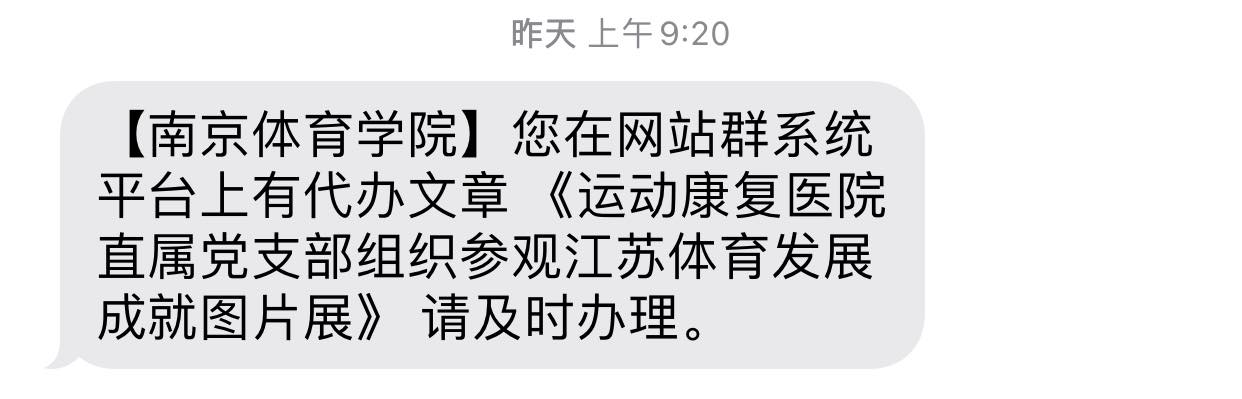 昨天 上午 9:20
【南京体育学院】您在网站群系统
平台上有代办文章 《运动康复医院
直属党支部组织参观江苏体育发展
成就图片展》 请及时办理。